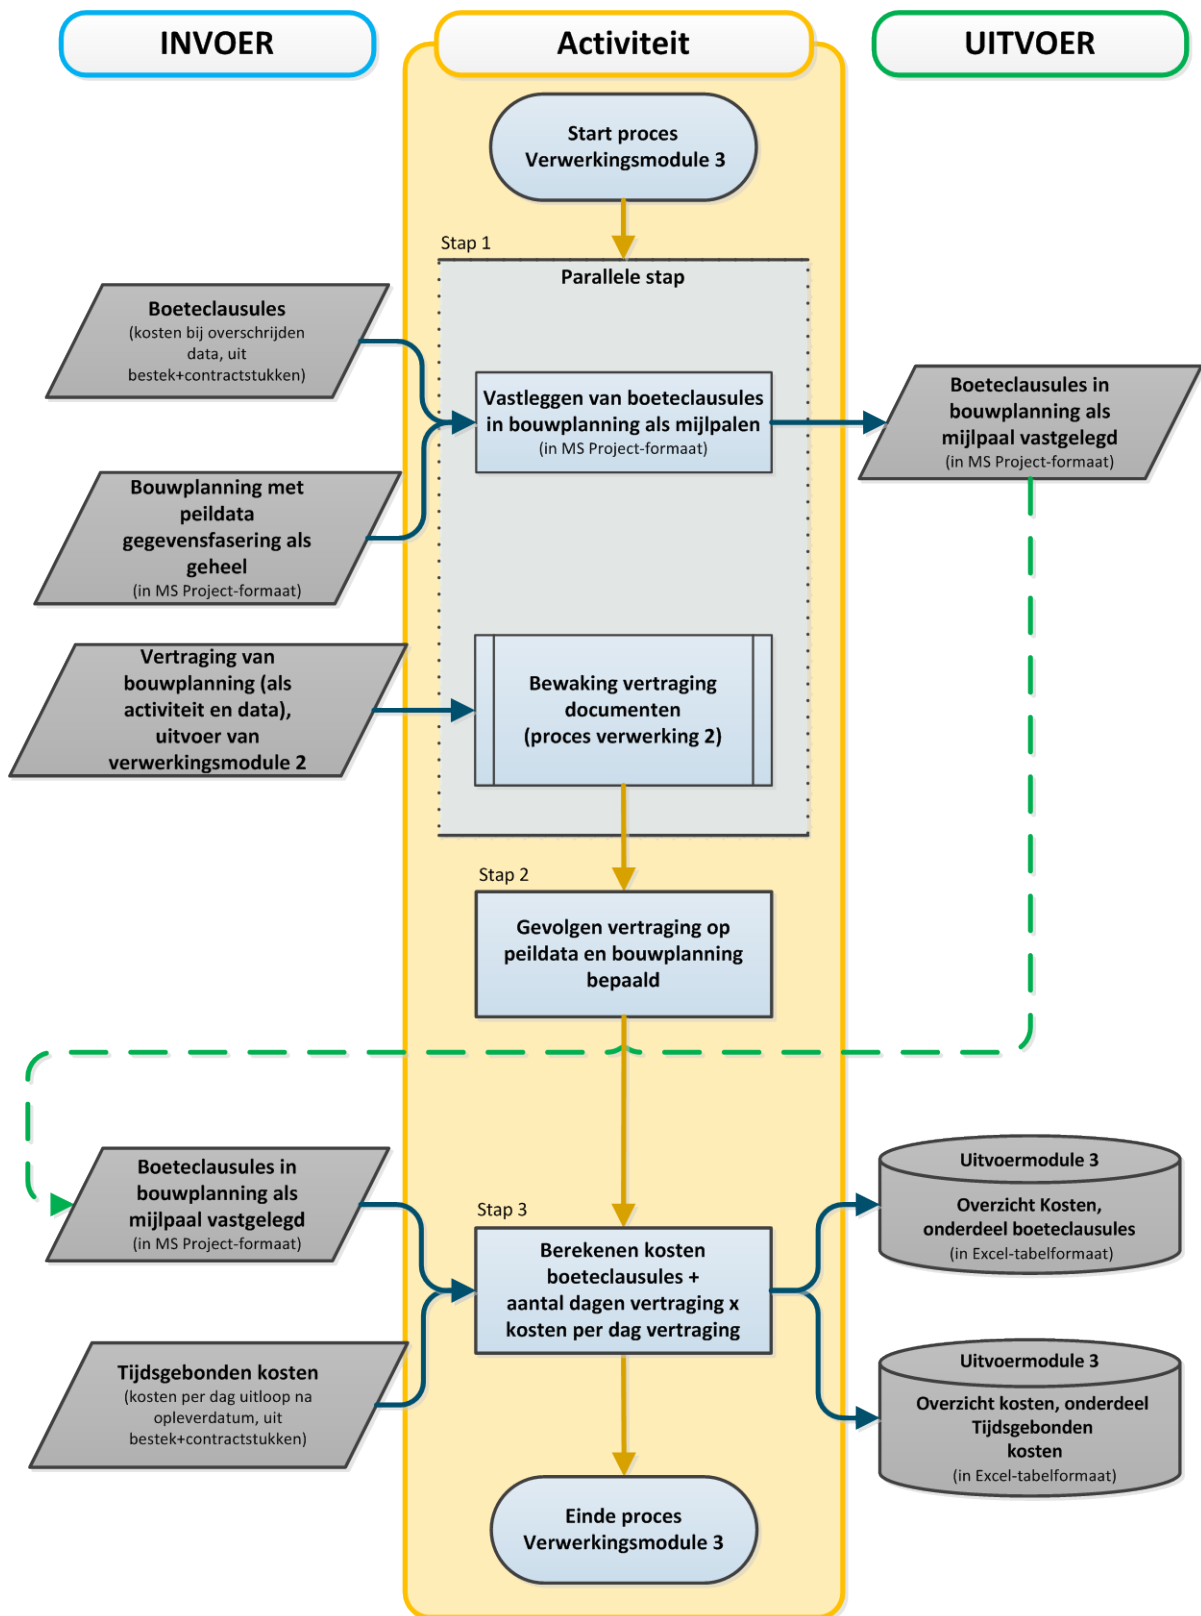 INVOER
Activiteit
UITVOER
Start proces
Verwerkingsmodule 3
Stap 1
Parallele stap
Boeteclausules
(kosten bij overschrijden
data, uit
bestek+contractstukken)
Vastleggen van boeteclausules
in bouwplanning als mijlpalen
(in MS Project-formaat)
Boeteclausules in
bouwplanning als
mijlpaal vastgelegd
(in MS Project-formaat)
Bouwplanning met
peildata
gegevensfasering als
geheel
(in MS Project-formaat)
Vertraging van
bouwplanning (als
activiteit en data),
uitvoer van
verwerkingsmodule 2
Bewaking vertraging
documenten
(proces verwerking 2)
Stap 2
Gevolgen vertraging op
peildata en bouwplanning
bepaald
Boeteclausules in
bouwplanning als
mijlpaal vastgelegd
(in MS Project-formaat)
Stap 3
Berekenen kosten
boeteclausules +
aantal dagen vertraging x
kosten per dag vertraging
Uitvoermodule 3
Overzicht Kosten,
onderdeel boeteclausules
(in Excel-tabelformaat)
Tijdsgebonden kosten
(kosten per dag uitloop na
opleverdatum, uit
bestek+contractstukken)
Uitvoermodule 3
Overzicht kosten, onderdeel
Tijdsgebonden
kosten
(in Excel-tabelformaat)
Einde proces
Verwerkingsmodule 3